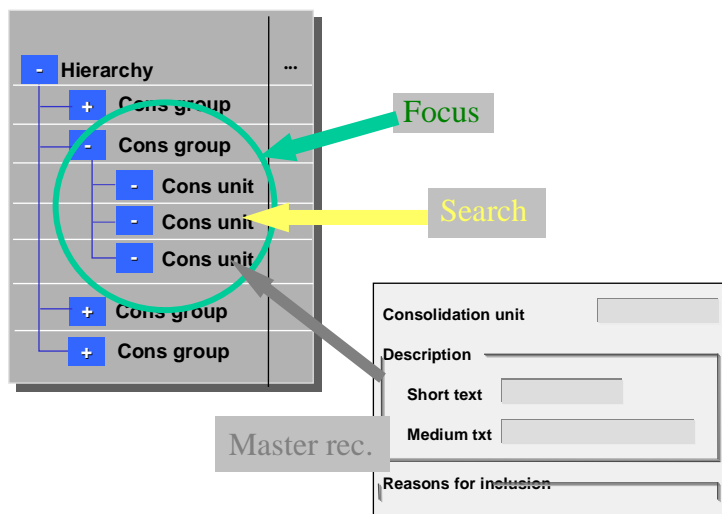 - Hierarchy ...
+ Cons group
- Cons group
- Cons unit
- Cons unit
- Cons unit
+ Cons group
+ Cons group
Focus
Search
Master rec.
Consolidation unit
Description
Short text
Medium txt
Reasons for inclusion